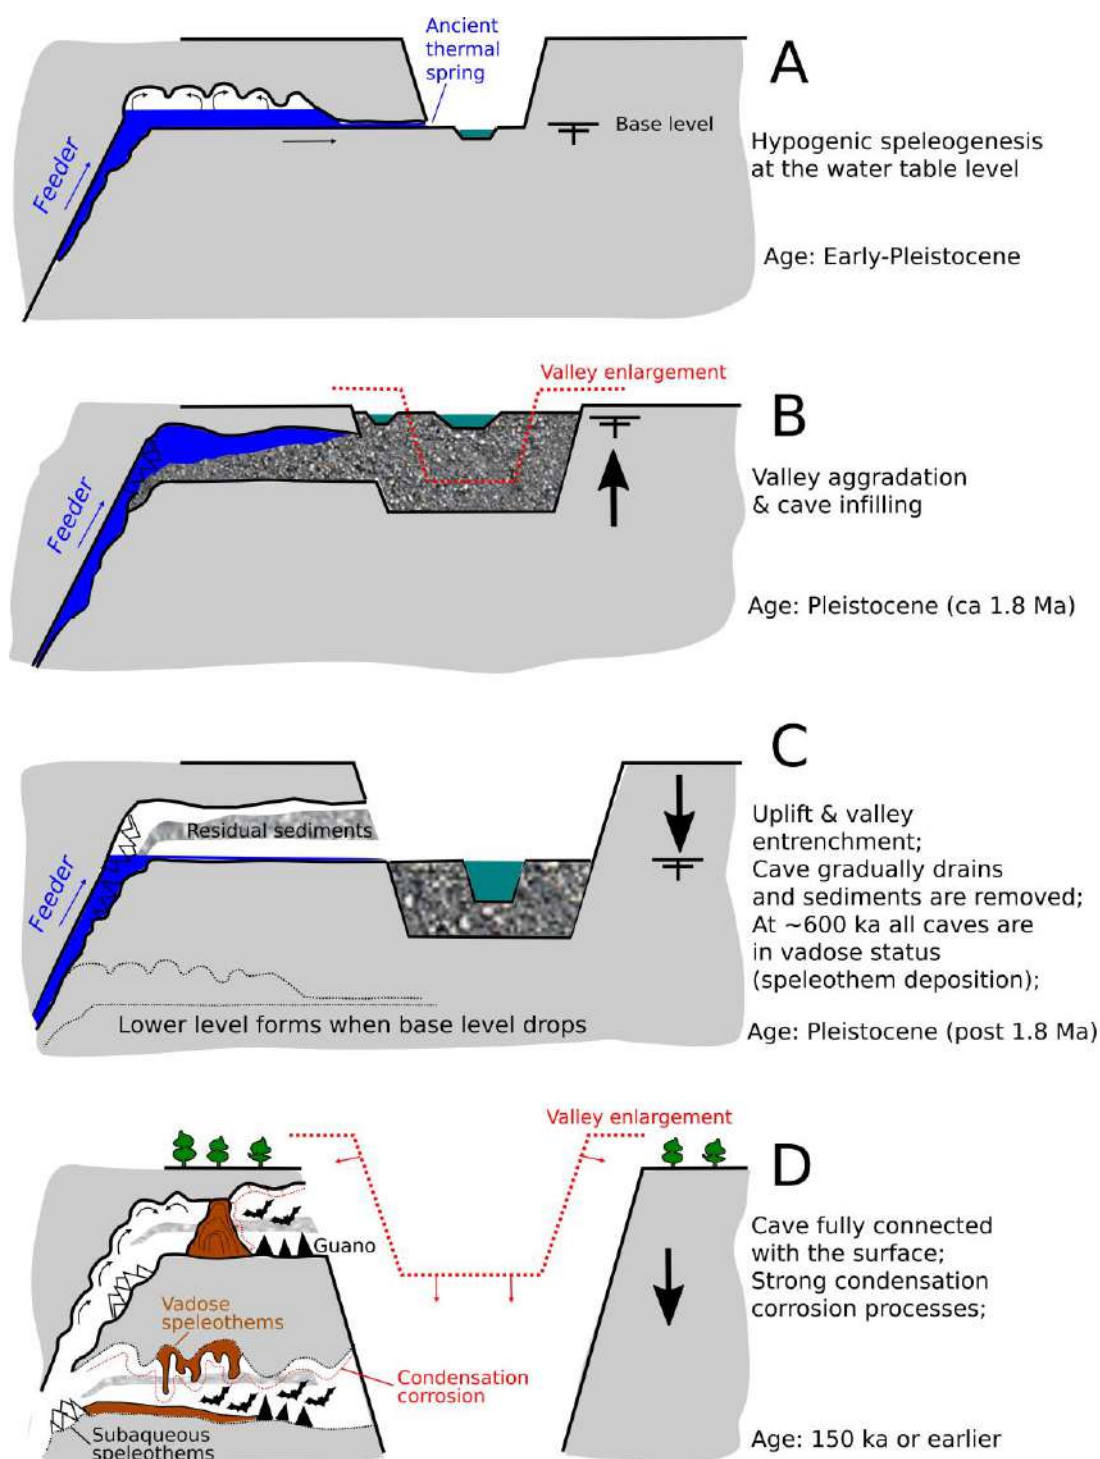 A
Ancient
thermal
spring
Base level
Feeder
Hypogenic speleogenesis
at the water table level
Age: Early-Pleistocene
B
Valley enlargement
Feeder
Valley aggradation
& cave infilling
Age: Pleistocene (ca 1.8 Ma)
C
Residual sediments
Feeder
Lower level forms when base level drops
Uplift & valley
entrenchment;
Cave gradually drains
and sediments are removed;
At ~600 ka all caves are
in vadose status
(speleothem deposition);
Age: Pleistocene (post 1.8 Ma)
D
Valley enlargement
Guano
Vadose
speleothems
Condensation
corrosion
Subaqueous
speleothems
Cave fully connected
with the surface;
Strong condensation
corrosion processes;
Age: 150 ka or earlier